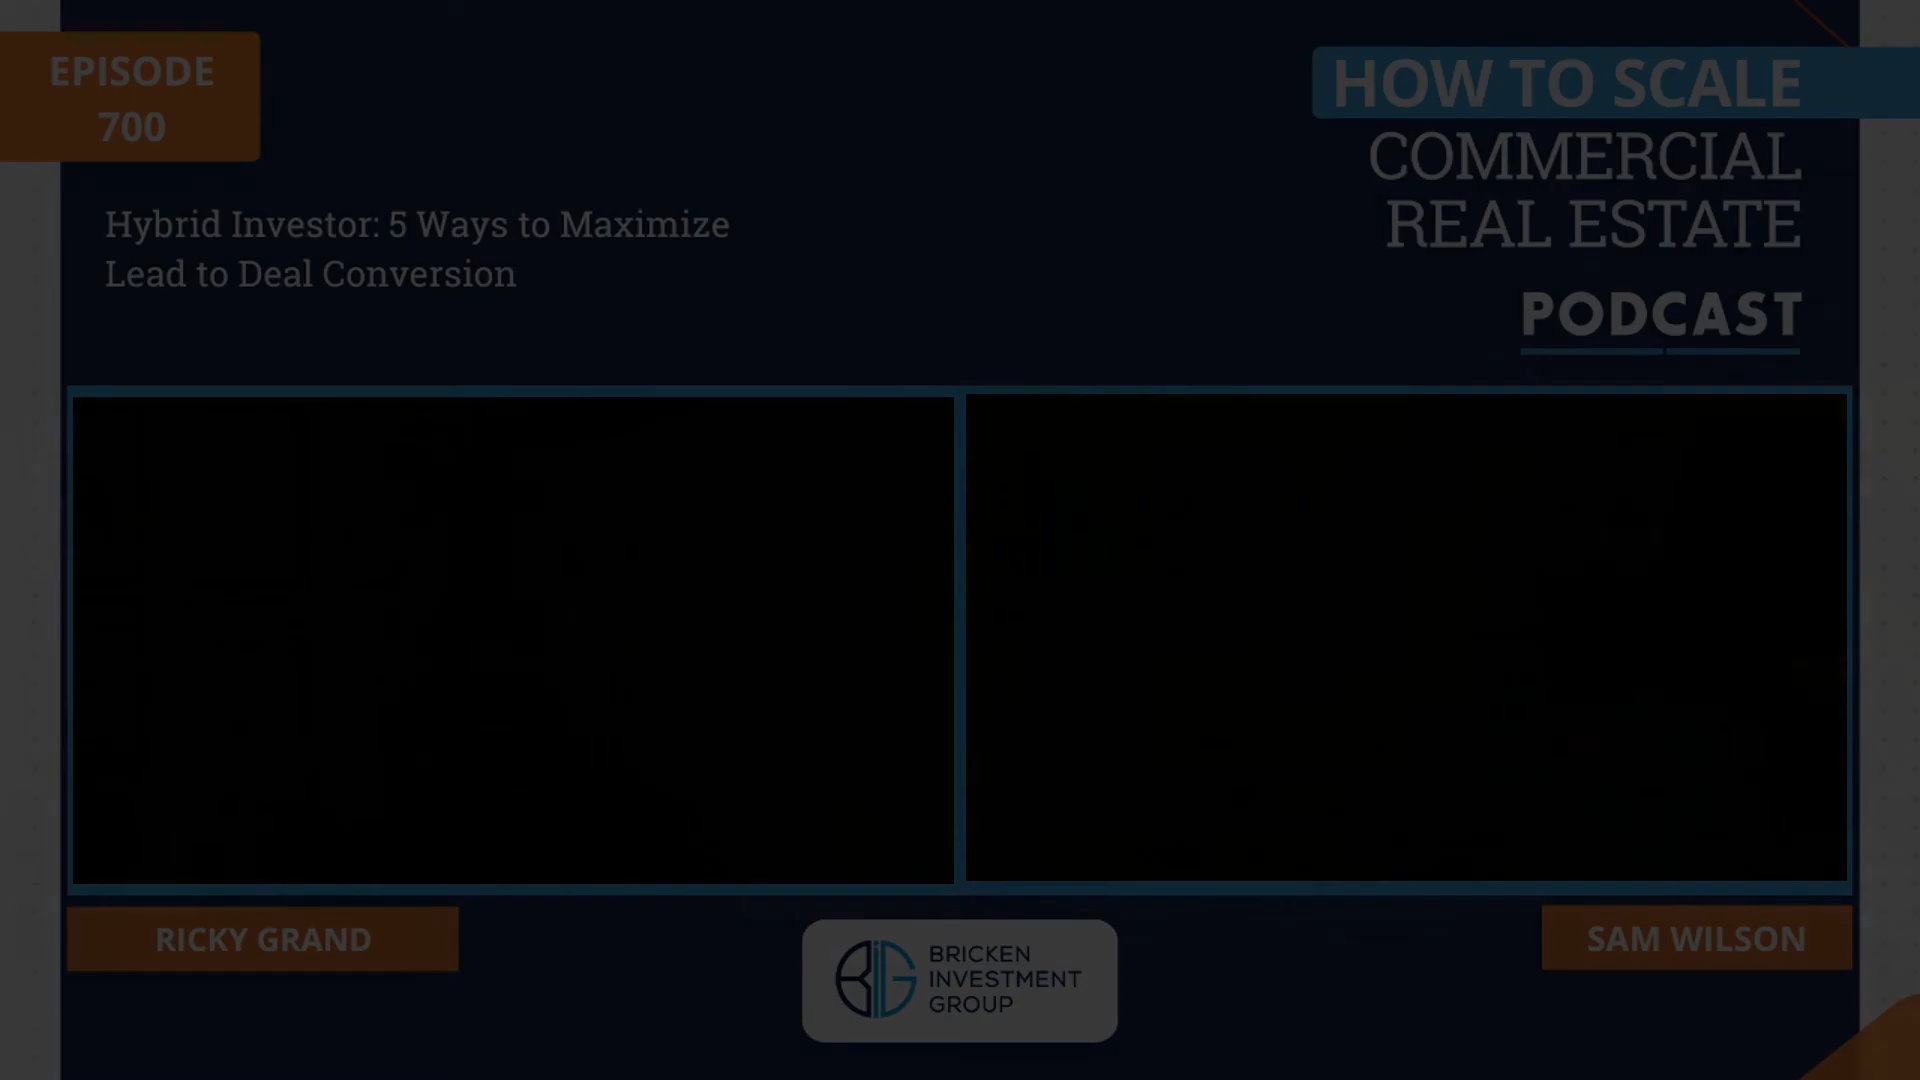 EPISODE
700
HOW TO SCALE
COMMERCIAL
REAL ESTATE
PODCAST
Hybrid Investor: 5 Ways to Maximize
Lead to Deal Conversion
RICKY GRAND
SAM WILSON
BIG
BRICKEN
INVESTMENT
GROUP